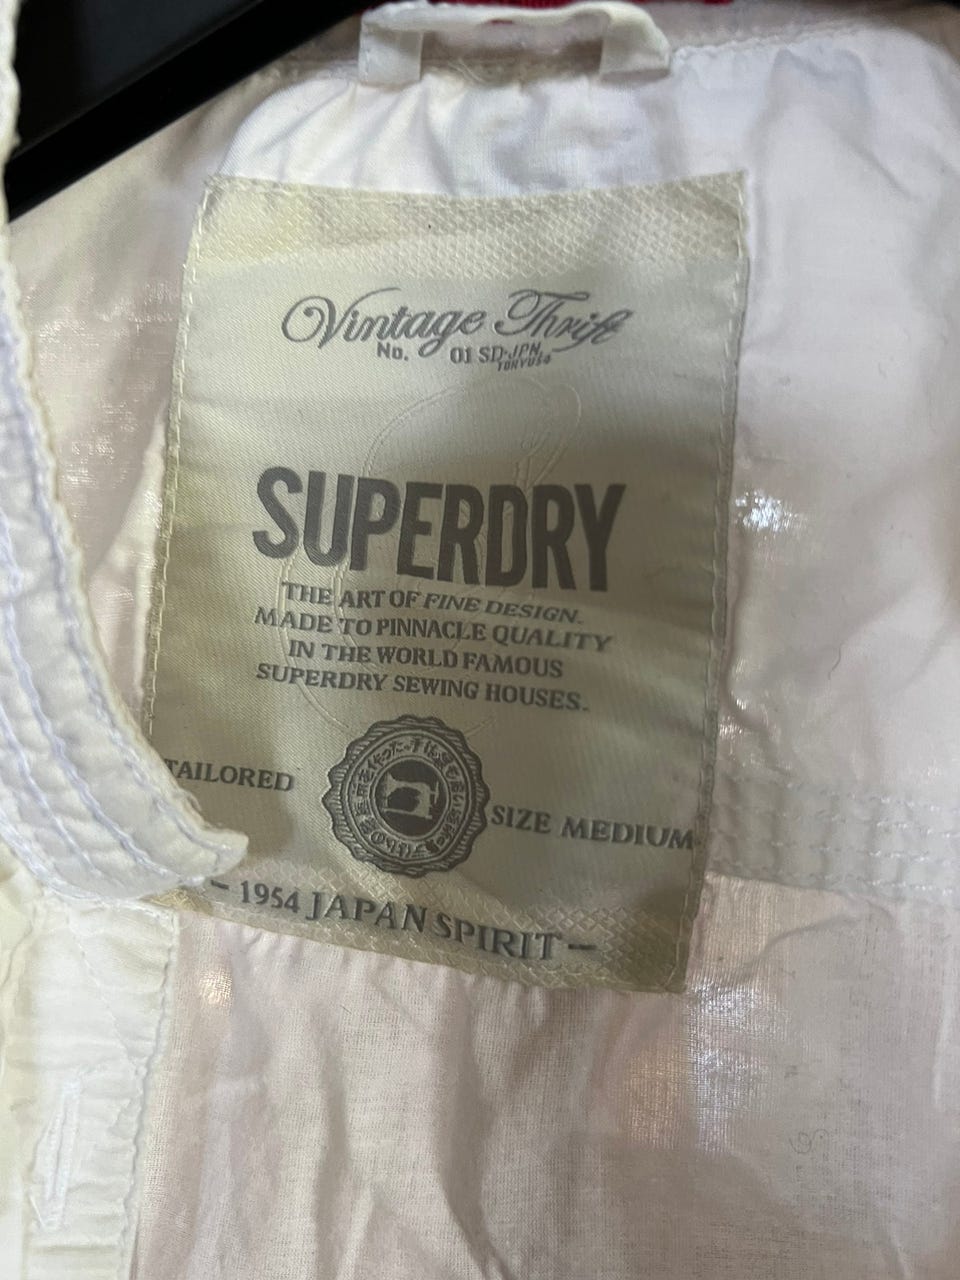 Vintage Thrift
No. 01 SD-JPN.
SUPERDRY
THE ART OF FINE DESIGN.
MADE TO PINNACLE QUALITY
IN THE WORLD FAMOUS
SUPERDRY SEWING HOUSES.
TAILORED
SIZE MEDIUM
– 1954 JAPAN SPIRIT –